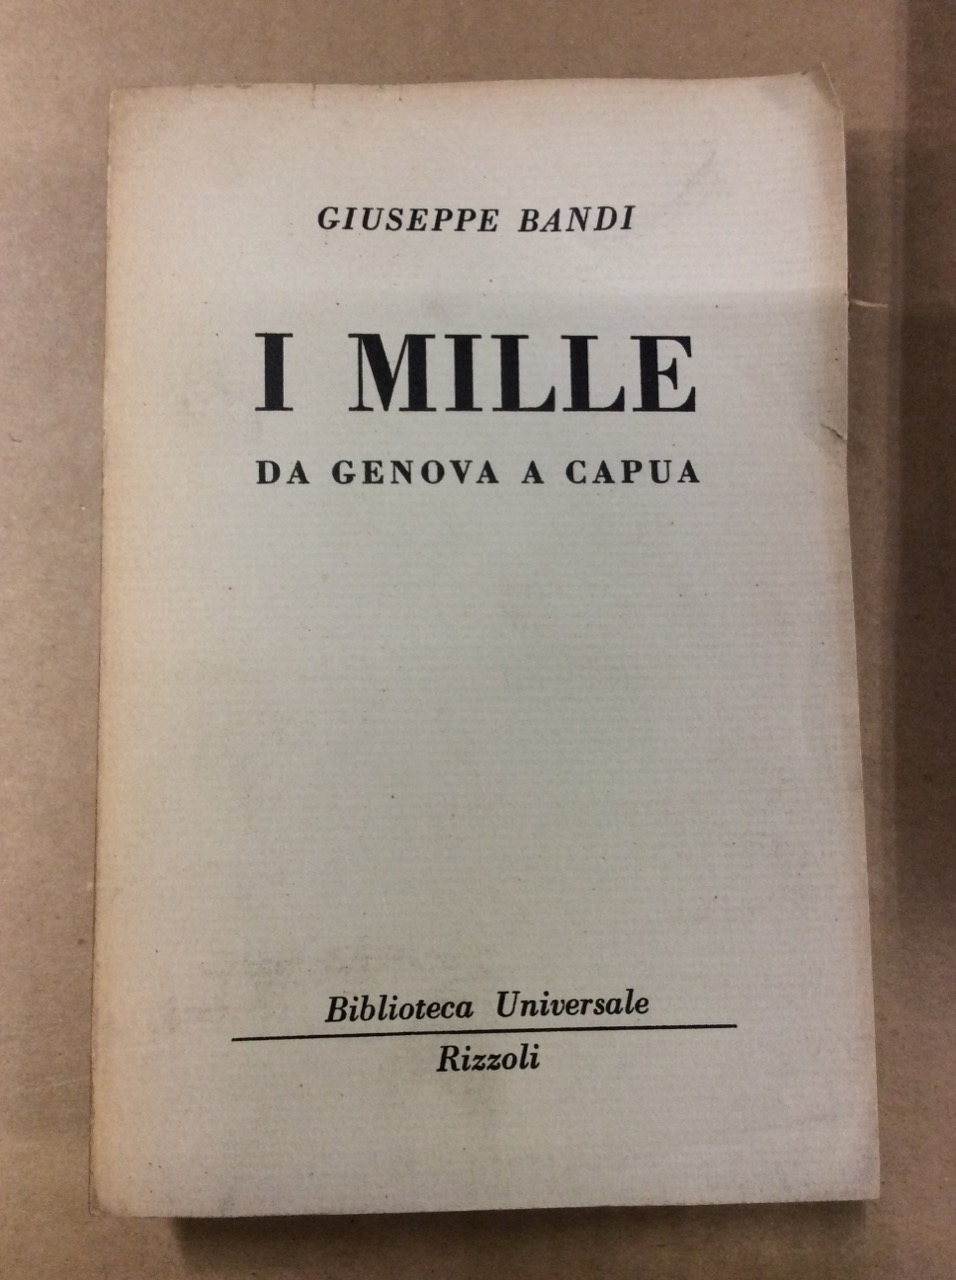 GIUSEPPE BANDI
I MILLE
DA GENOVA A CAPUA
Biblioteca Universale
Rizzoli